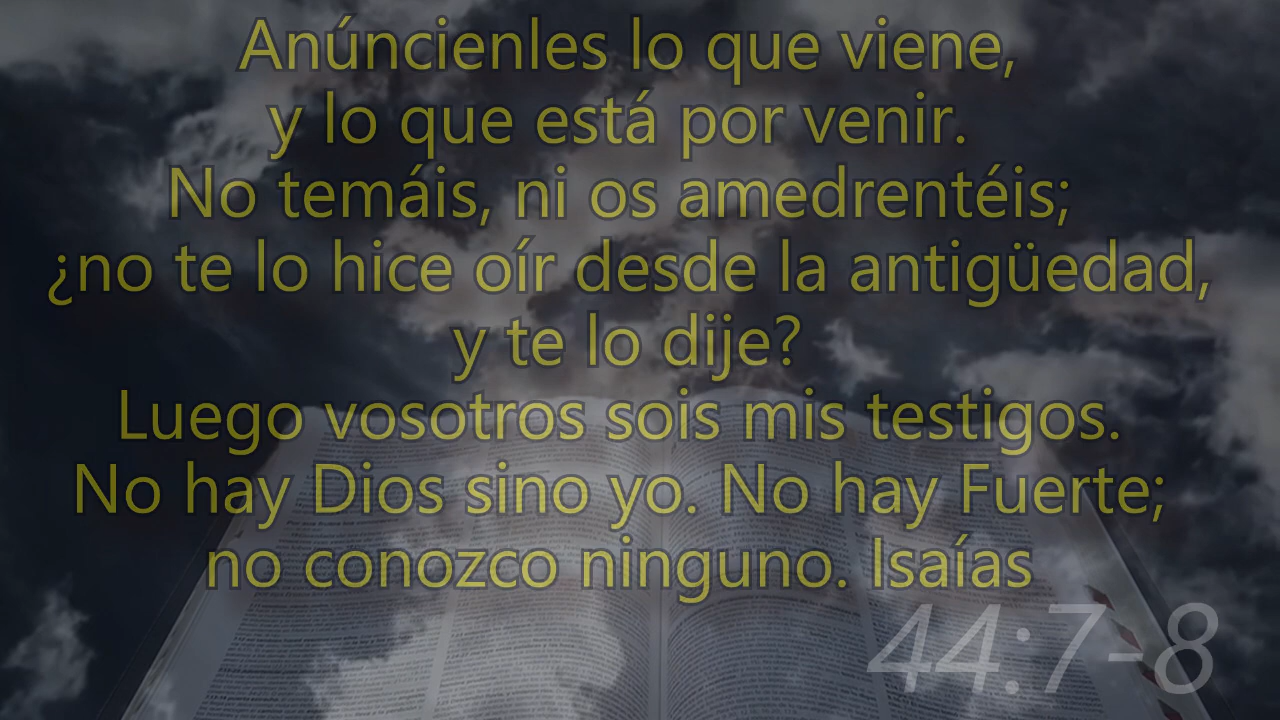 Anúncienles lo que viene,
y lo que está por venir.
No temáis, ni os amedrentéis;
¿no te lo hice oír desde la antigüedad,
y te lo dije?
Luego vosotros sois mis testigos.
No hay Dios sino yo. No hay Fuerte;
no conozco ninguno. Isaías
44:7-8